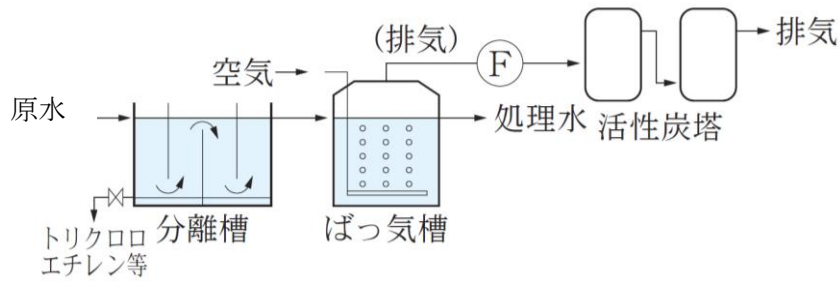 原水
空気
(排気)
F
排気
処理水
活性炭塔
分離槽
ばっ気槽
トリクロロ
エチレン等